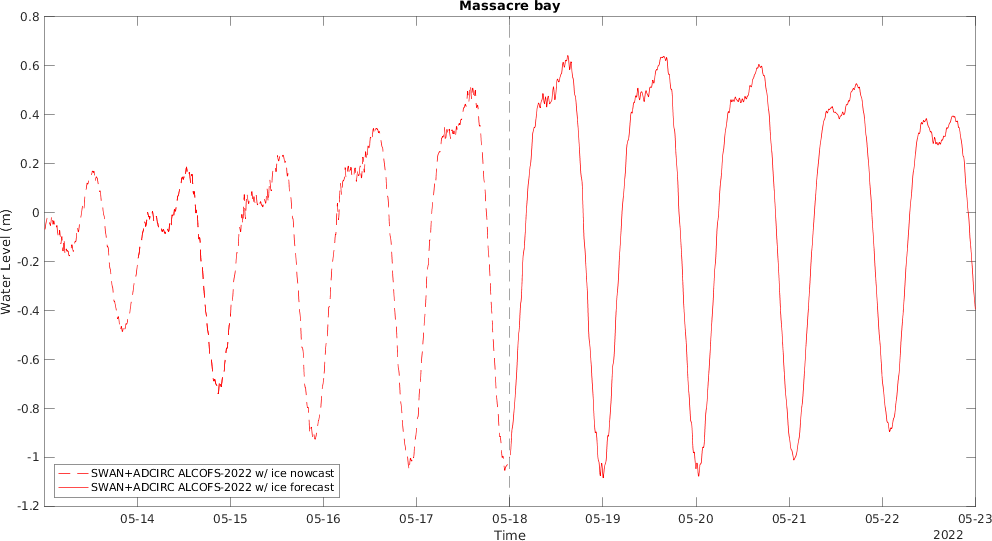 Massacre bay
0.8
0.6
0.4
0.2
0
-0.2
-0.4
-0.6
-0.8
-1
-1.2
Water Level (m)
SWAN+ADCIRC ALCOFS-2022 w/ ice nowcast
SWAN+ADCIRC ALCOFS-2022 w/ ice forecast
05-14 05-15 05-16 05-17 05-18 05-19 05-20 05-21 05-22 05-23
Time
2022